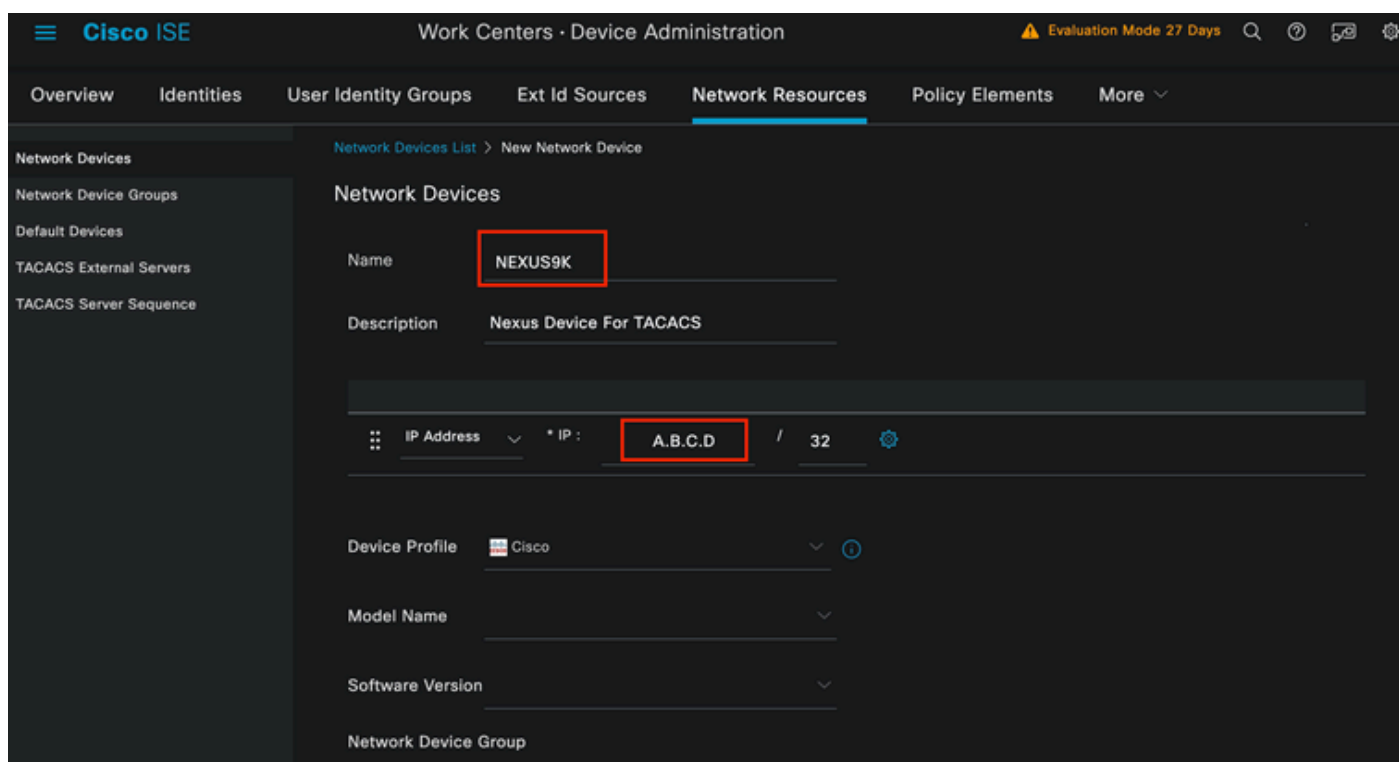 Cisco ISE
Work Centers · Device Administration
Evaluation Mode 27 Days
Overview Identities User Identity Groups Ext Id Sources Network Resources Policy Elements More
Network Devices
Network Device Groups
Default Devices
TACACS External Servers
TACACS Server Sequence
Network Devices List > New Network Device
Network Devices
Name NEXUS9K
Description Nexus Device For TACACS
IP Address * IP : A.B.C.D / 32
Device Profile Cisco
Model Name
Software Version
Network Device Group